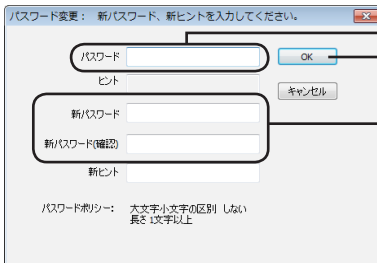 パスワード変更： 新パスワード、新ヒントを入力してください。
パスワード
OK
ヒント
キャンセル
新パスワード
新パスワード(確認)
新ヒント
パスワードポリシー： 大文字小文字の区別 しない
長さ 1文字以上